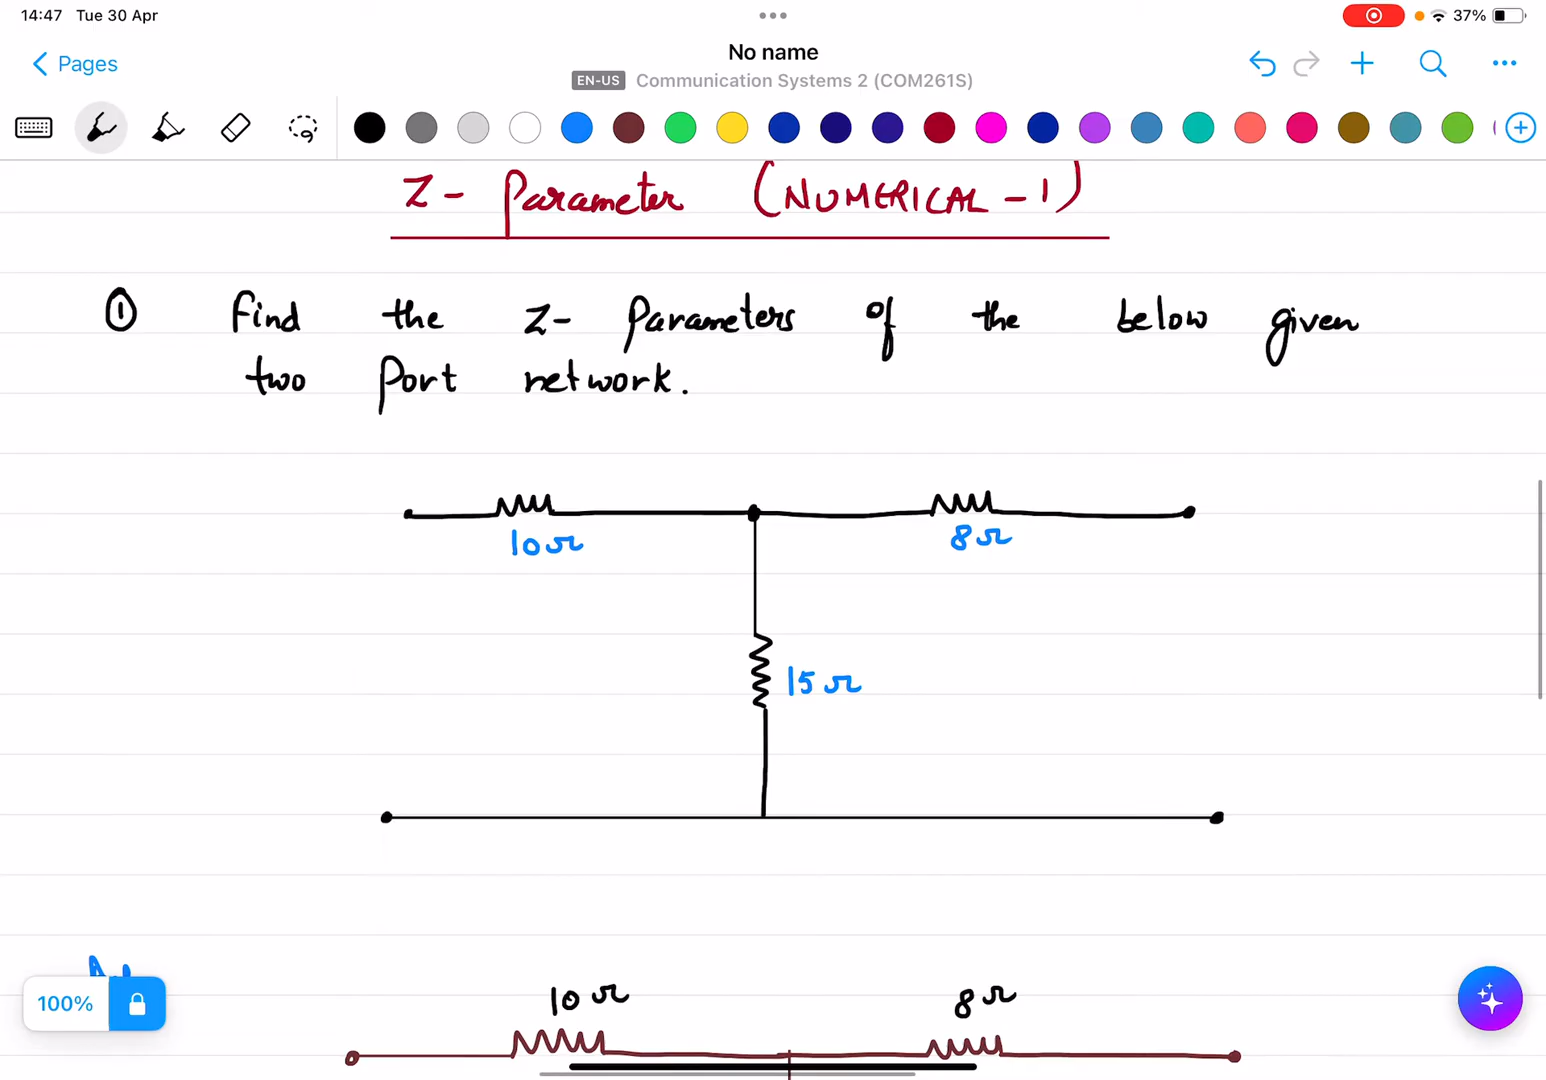 14:47 Tue 30 Apr
37%
Pages
No name
EN-US Communication Systems 2 (COM261S)
Z- Parameter (NUMERICAL-1)
① Find the Z- Parameters of the below given
two Port network.
10Ω
8Ω
15Ω
100%
10Ω
8Ω